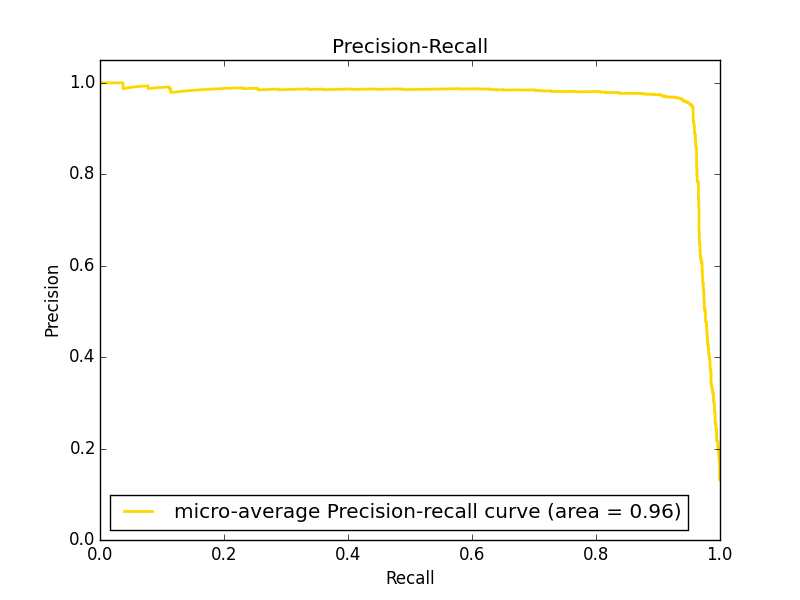 Precision-Recall
1.0
0.8
0.6
0.4
0.2
0.0
Precision
micro-average Precision-recall curve (area = 0.96)
0.0 0.2 0.4 0.6 0.8 1.0
Recall